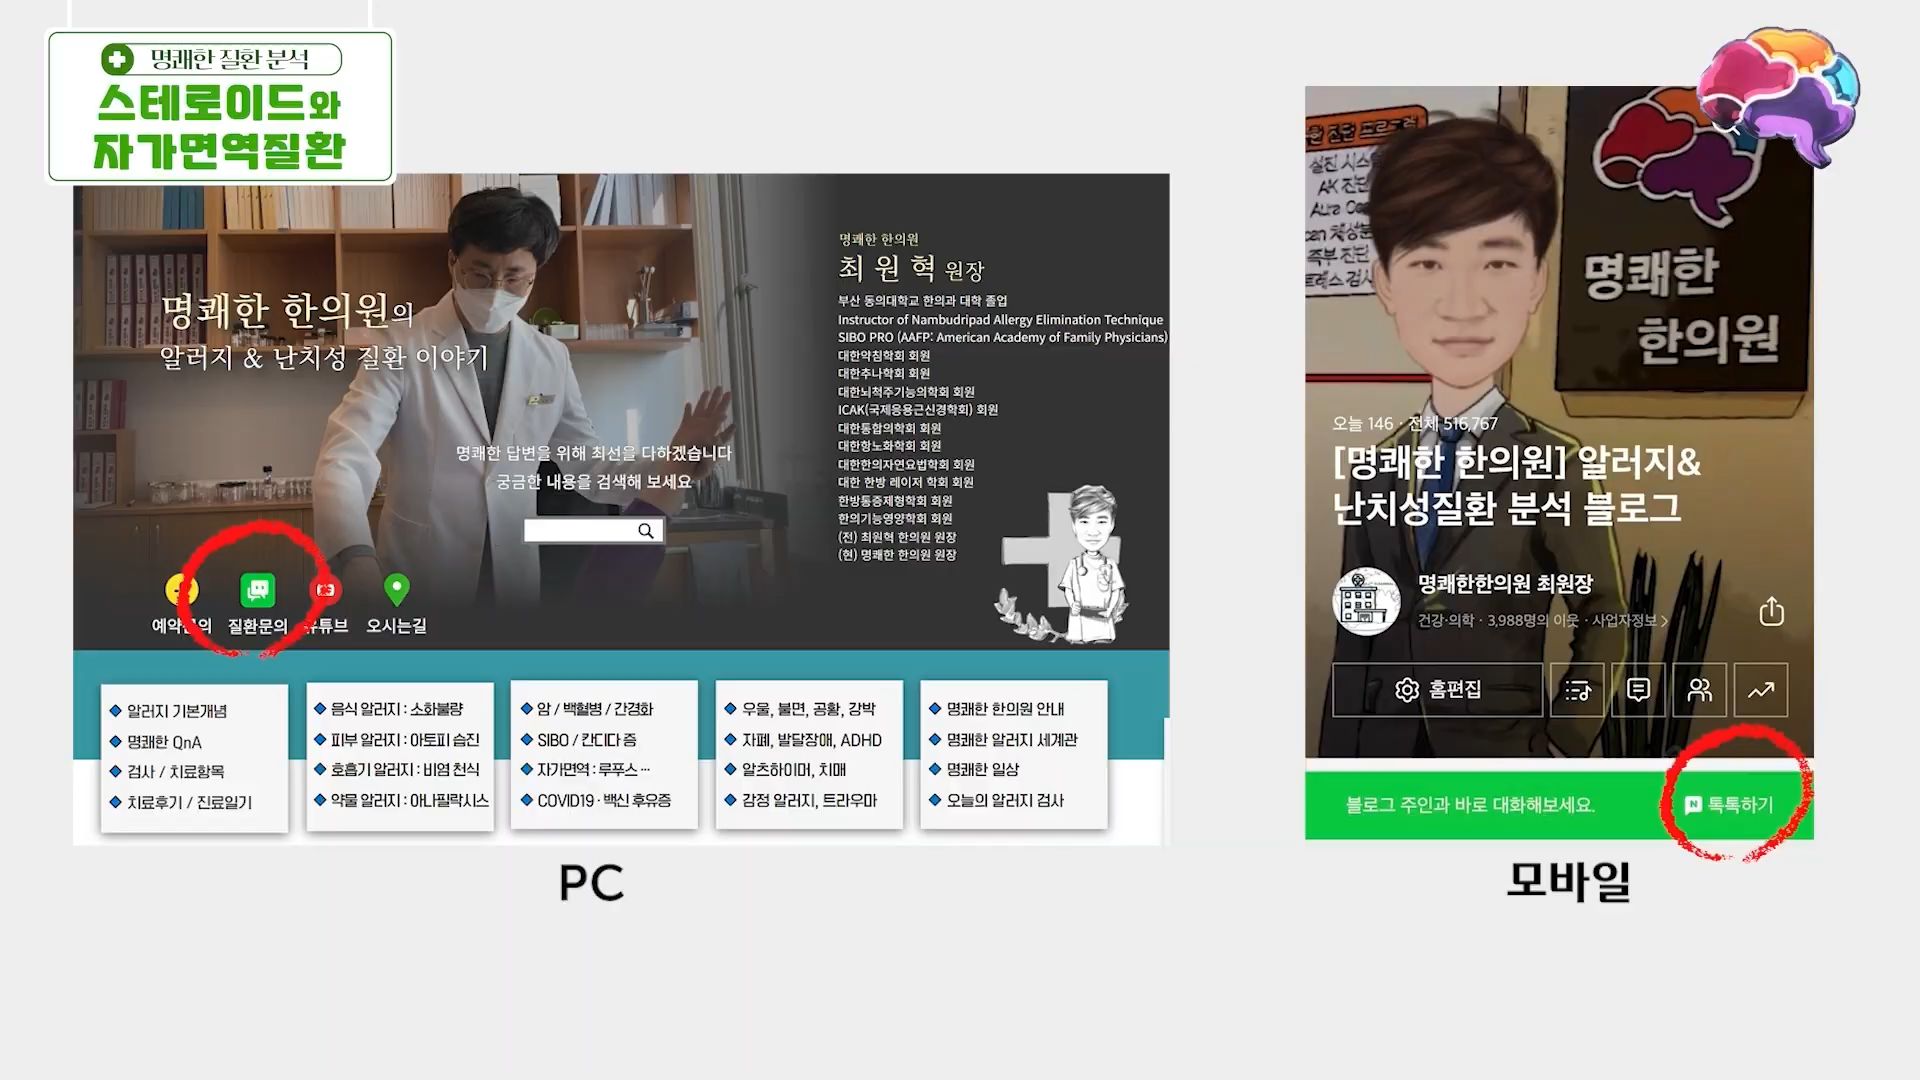 명쾌한 질환 분석
스테로이드와
자가면역질환
명쾌한 한의원의
알러지 & 난치성 질환 이야기
명쾌한 답변을 위해 최선을 다하겠습니다
궁금한 내용을 검색해 보세요
명쾌한 한의원
최 원 혁 원장
부산 동의대학교 한의과 대학 졸업
Instructor of Nambudripad Allergy Elimination Technique
SIBO PRO (AAFP: American Academy of Family Physicians)
대한약침학회 회원
대한추나학회 회원
대한뇌척주기능의학회 회원
ICAK(국제응용근신경학회) 회원
대한통합의학회 회원
대한항노화학회 회원
대한한의자연요법학회 회원
대한 한방 레이저 학회 회원
한방통증제형학회 회원
한의기능영양학회 회원
(전) 최원혁 한의원 원장
(현) 명쾌한 한의원 원장
질환문의
오시는길
알러지 기본개념
명쾌한 QnA
검사 / 치료항목
치료후기 / 진료일기
음식 알러지 : 소화불량
피부 알러지 : 아토피 습진
호흡기 알러지 : 비염 천식
약물 알러지 : 아나필락시스
암 / 백혈병 / 간경화
SIBO / 칸디다 증
자가면역 : 루푸스 ...
COVID19 · 백신 후유증
우울, 불면, 공황, 강박
자폐, 발달장애, ADHD
알츠하이머, 치매
감정 알러지, 트라우마
명쾌한 한의원 안내
명쾌한 알러지 세계관
명쾌한 일상
오늘의 알러지 검사
PC
명쾌한
한의원
오늘 146 · 전체 516,767
[명쾌한 한의원] 알러지&
난치성질환 분석 블로그
명쾌한한의원 최원장
건강·의학 · 3,988명의 이웃 · 사업자정보 >
홈편집
블로그 주인과 바로 대화해보세요.
톡톡하기
모바일